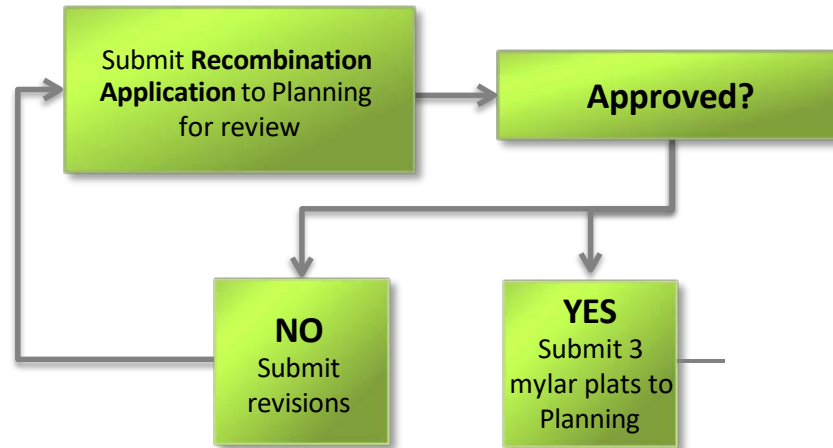 Submit Recombination
Application to Planning
for review
Approved?
NO
Submit
revisions
YES
Submit 3
mylar plats to
Planning